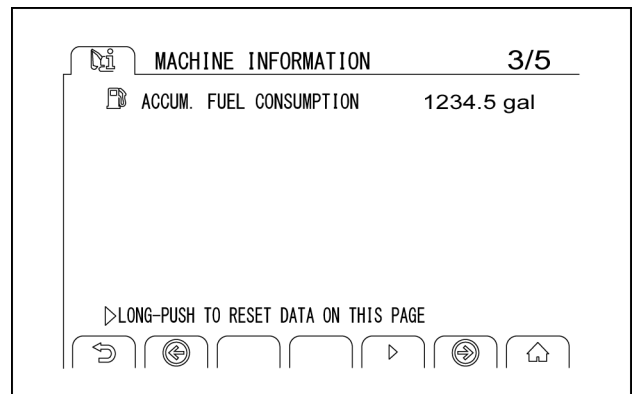 MACHINE INFORMATION 3/5
ACCUM. FUEL CONSUMPTION 1234.5 gal
▷LONG-PUSH TO RESET DATA ON THIS PAGE